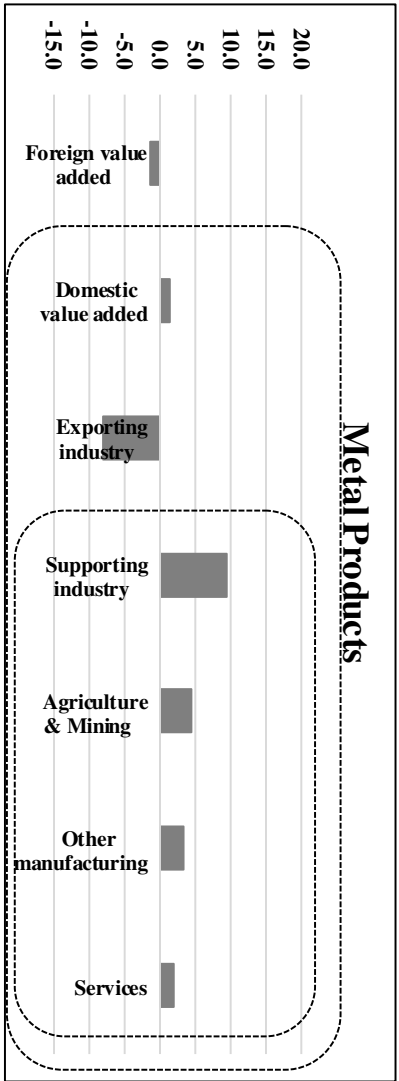 Metal Products
20.0
15.0
10.0
5.0
0.0
-5.0
-10.0
-15.0
Foreign value
added
Domestic
value added
Exporting
industry
Supporting
industry
Agriculture
& Mining
Other
manufacturing
Services